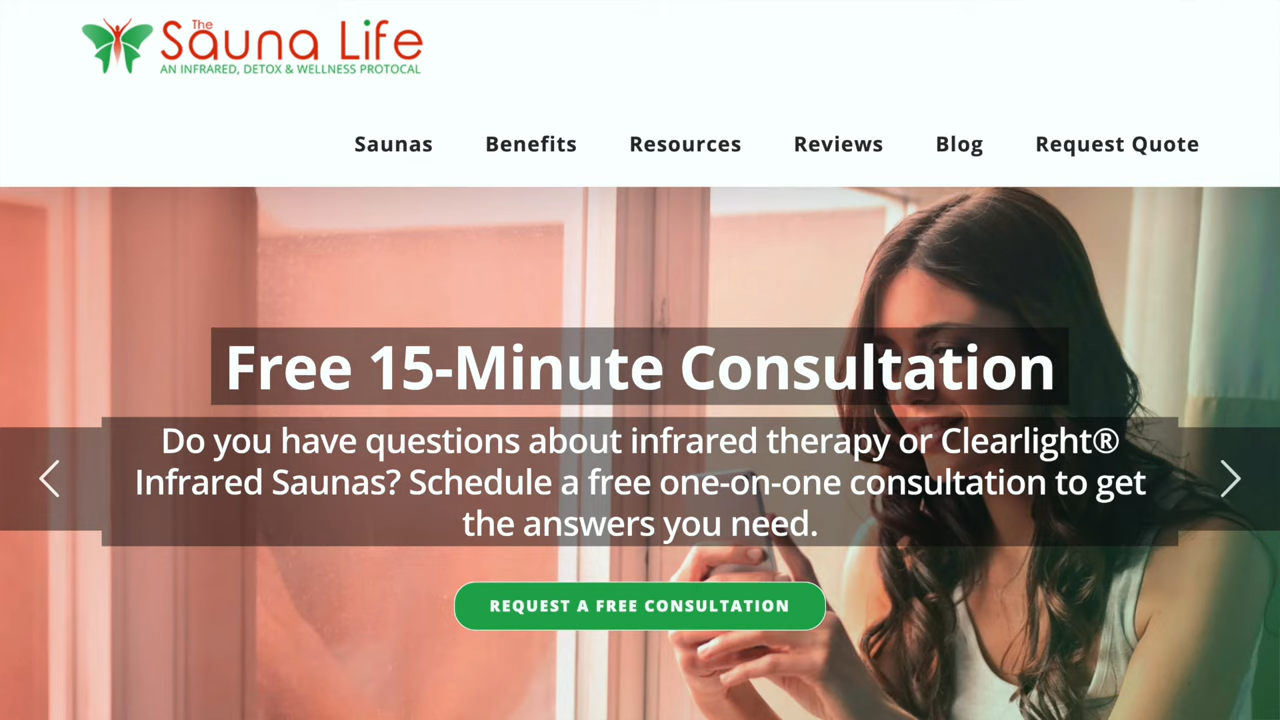 The
Sauna Life
AN INFRARED, DETOX & WELLNESS PROTOCAL
Saunas Benefits Resources Reviews Blog Request Quote
Free 15-Minute Consultation
Do you have questions about infrared therapy or Clearlight®
Infrared Saunas? Schedule a free one-on-one consultation to get
the answers you need.
REQUEST A FREE CONSULTATION